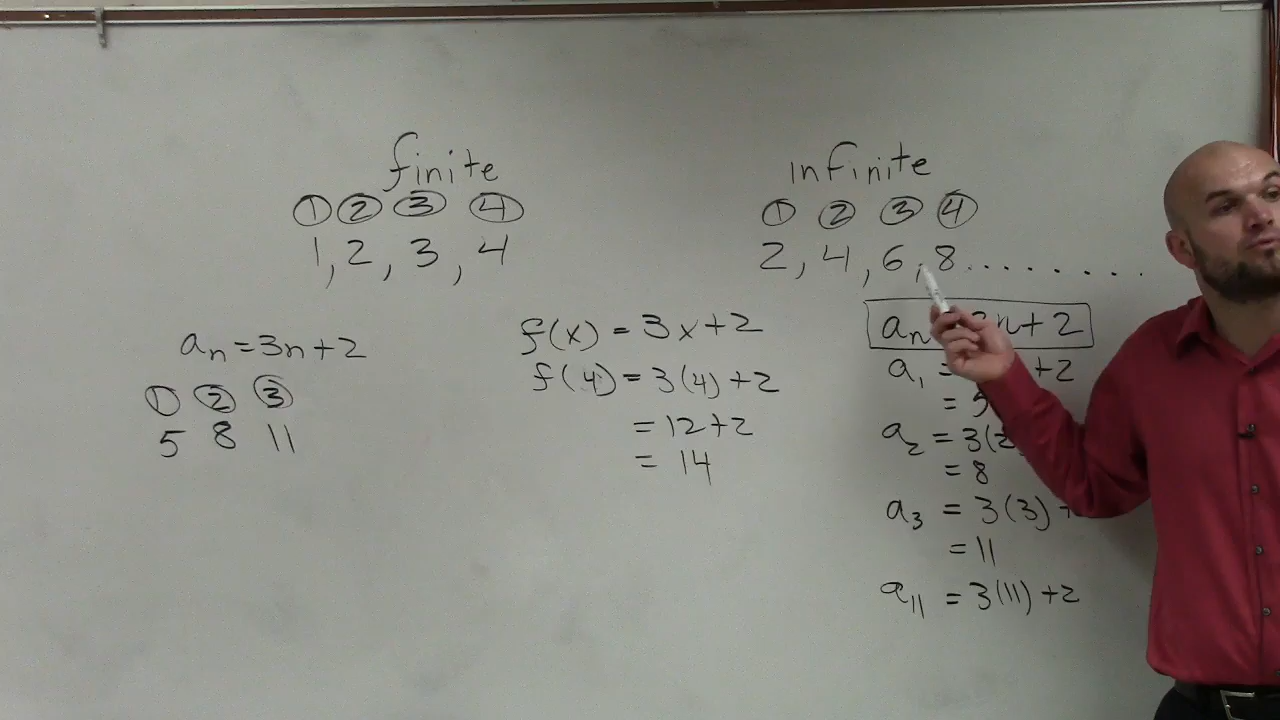 finite
① ② ③ ④
1, 2, 3, 4
infinite
① ② ③ ④
2, 4, 6, 8........
aₙ = 3n + 2
① ② ③
5 8 11
f(x) = 3x + 2
f(4) = 3(4) + 2
= 12 + 2
= 14
aₙ n + 2
a₁ = + 2
= 5
a₂ = 3(2
= 8
a₃ = 3(3) +
= 11
a₁₁ = 3(11) + 2